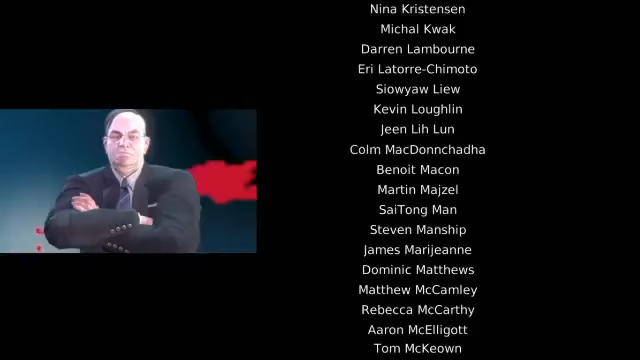 Nina Kristensen
Michal Kwak
Darren Lambourne
Eri Latorre-Chimoto
Siowyaw Liew
Kevin Loughlin
Jeen Lih Lun
Colm MacDonnchadha
Benoit Macon
Martin Majzel
SaiTong Man
Steven Manship
James Marijeanne
Dominic Matthews
Matthew McCamley
Rebecca McCarthy
Aaron McElligott
Tom McKeown